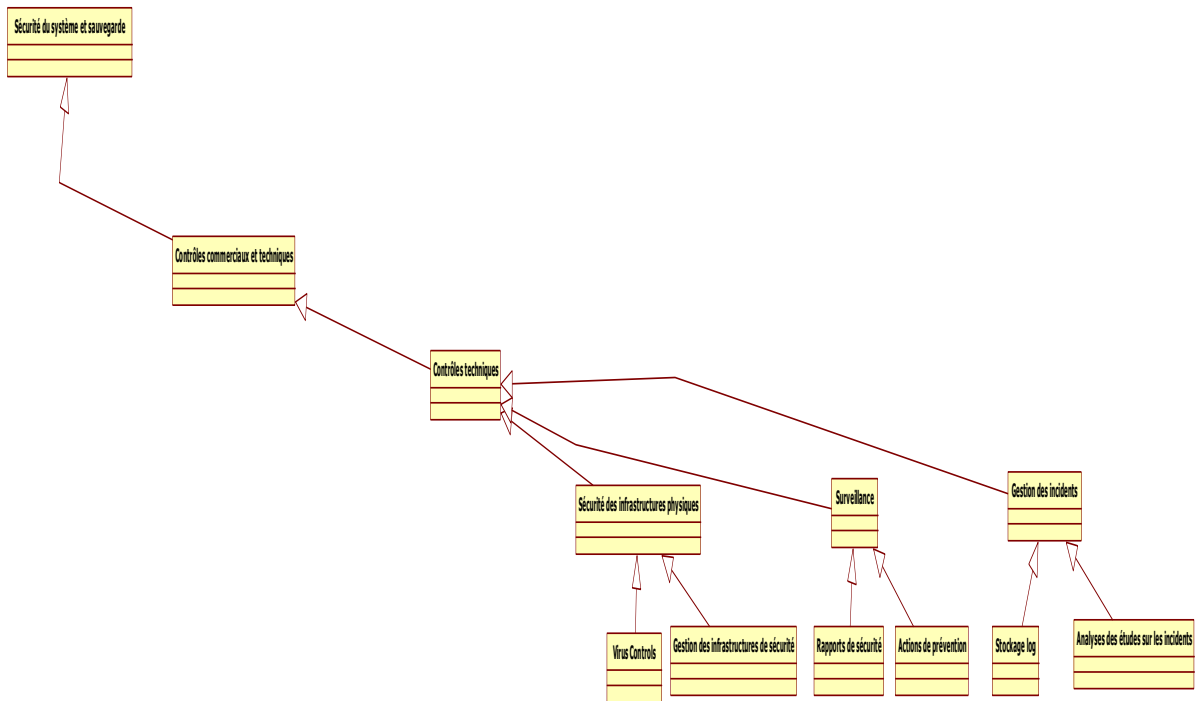 Sécurité du système et sauvegarde
Contrôles commerciaux et techniques
Contrôles techniques
Sécurité des infrastructures physiques
Surveillance
Gestion des incidents
Virus Controls
Gestion des infrastructures de sécurité
Rapports de sécurité
Actions de prévention
Stockage log
Analyses des études sur les incidents